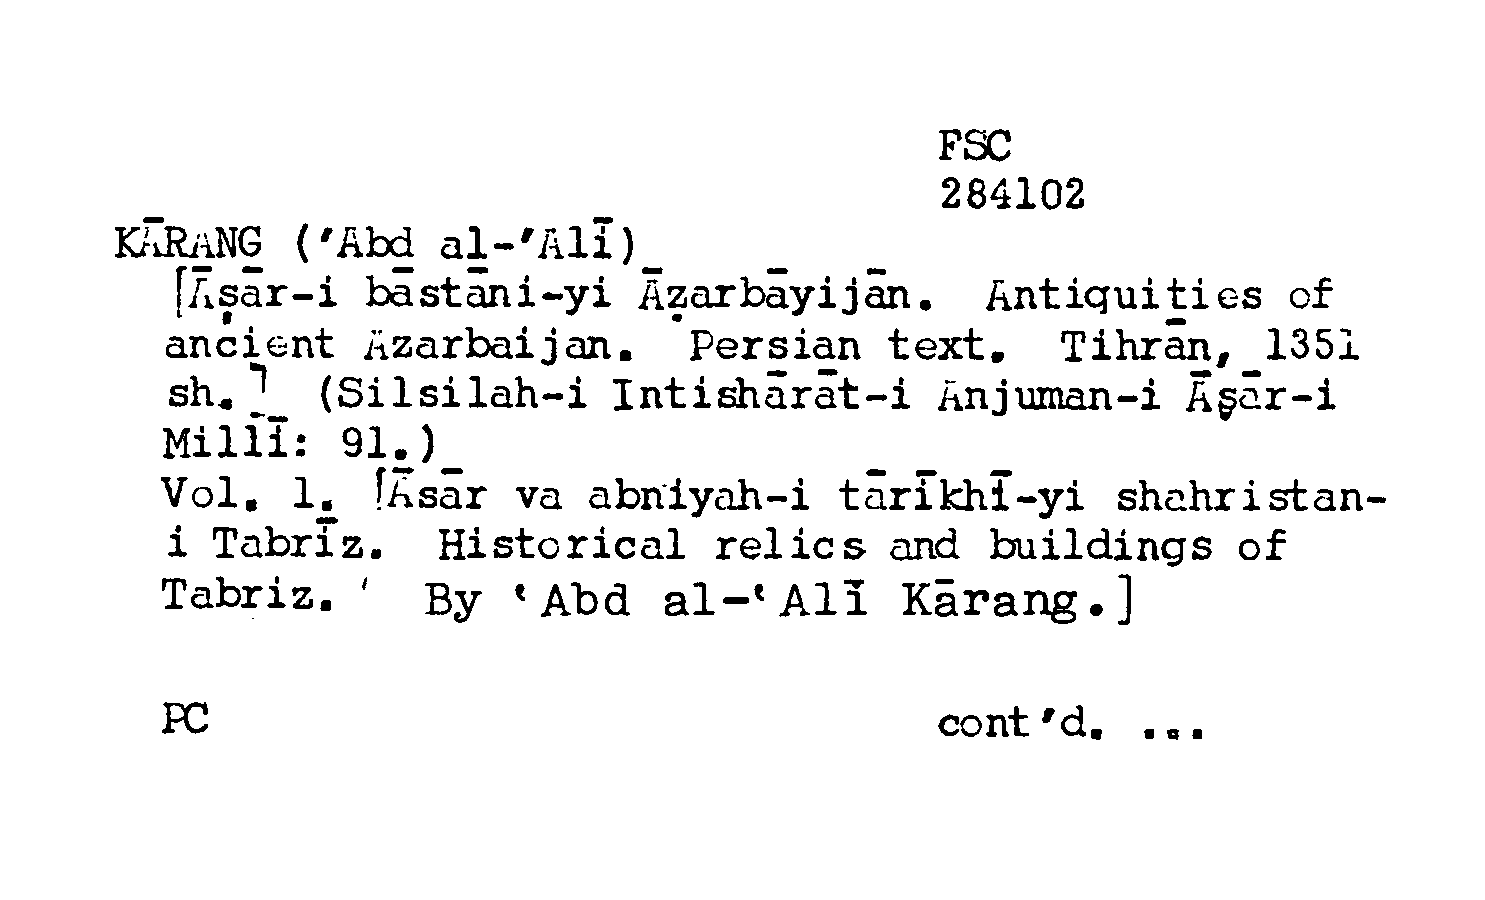 FSC
284102
KĀRANG ('Abd al-'Alī)
[Āṣār-i bāstāni-yi Āẓarbāyijān. Antiquities of
ancient Azarbaijan. Persian text. Tihrān, 1351
sh.] (Silsilah-i Intishārāt-i Anjuman-i Āṣār-i
Millī: 91.)
Vol. 1. [Āsār va abniyah-i tārīkhī-yi shahristan-
i Tabrīz. Historical relics and buildings of
Tabriz. ' By ‘Abd al-‘Alī Kārang.]
PC
cont'd. ...